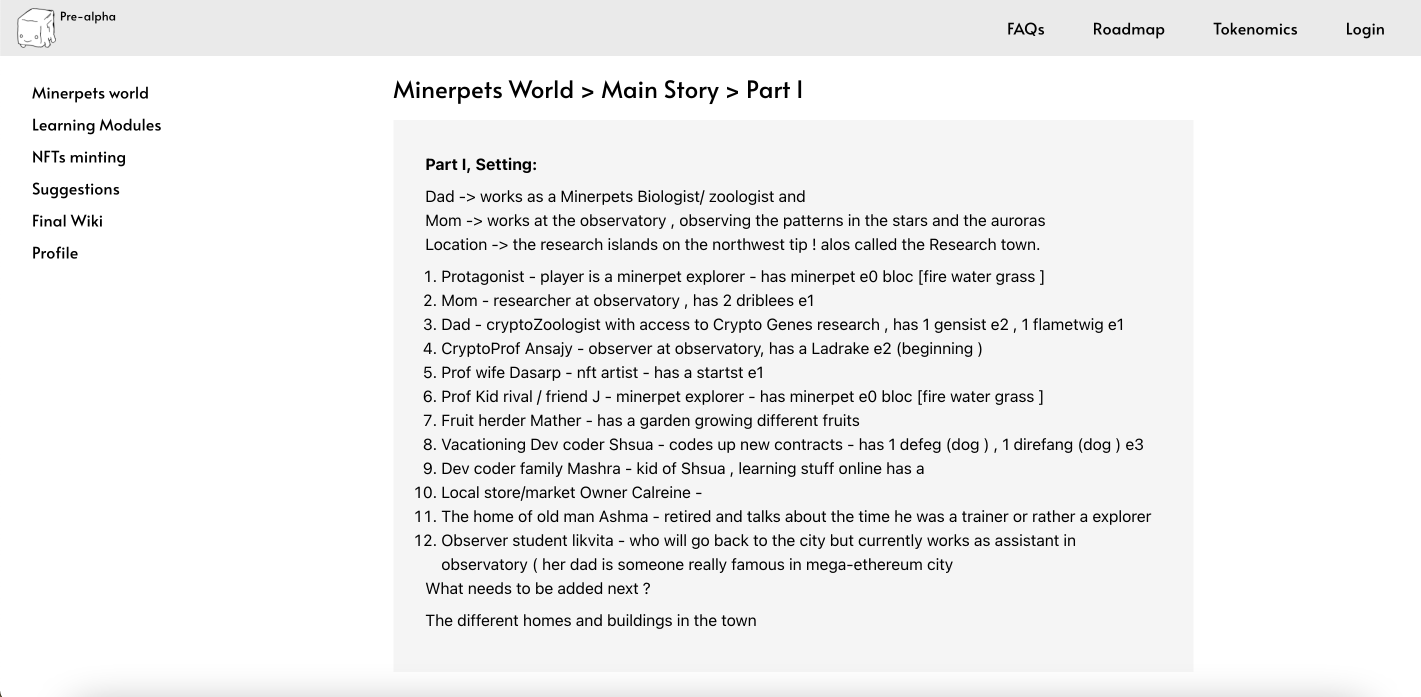 Pre-alpha
FAQs
Roadmap
Tokenomics
Login
Minerpets world
Learning Modules
NFTs minting
Suggestions
Final Wiki
Profile
Minerpets World > Main Story > Part I
Part I, Setting:
Dad -> works as a Minerpets Biologist/ zoologist and
Mom -> works at the observatory , observing the patterns in the stars and the auroras
Location -> the research islands on the northwest tip ! alos called the Research town.
1. Protagonist - player is a minerpet explorer - has minerpet e0 bloc [fire water grass ]
2. Mom - researcher at observatory , has 2 driblees e1
3. Dad - cryptoZoologist with access to Crypto Genes research , has 1 gensist e2 , 1 flametwig e1
4. CryptoProf Ansajy - observer at observatory, has a Ladrake e2 (beginning )
5. Prof wife Dasarp - nft artist - has a startst e1
6. Prof Kid rival / friend J - minerpet explorer - has minerpet e0 bloc [fire water grass ]
7. Fruit herder Mather - has a garden growing different fruits
8. Vacationing Dev coder Shsua - codes up new contracts - has 1 defeg (dog ) , 1 direfang (dog ) e3
9. Dev coder family Mashra - kid of Shsua , learning stuff online has a
10. Local store/market Owner Calreine -
11. The home of old man Ashma - retired and talks about the time he was a trainer or rather a explorer
12. Observer student likvita - who will go back to the city but currently works as assistant in
observatory ( her dad is someone really famous in mega-ethereum city
What needs to be added next ?
The different homes and buildings in the town